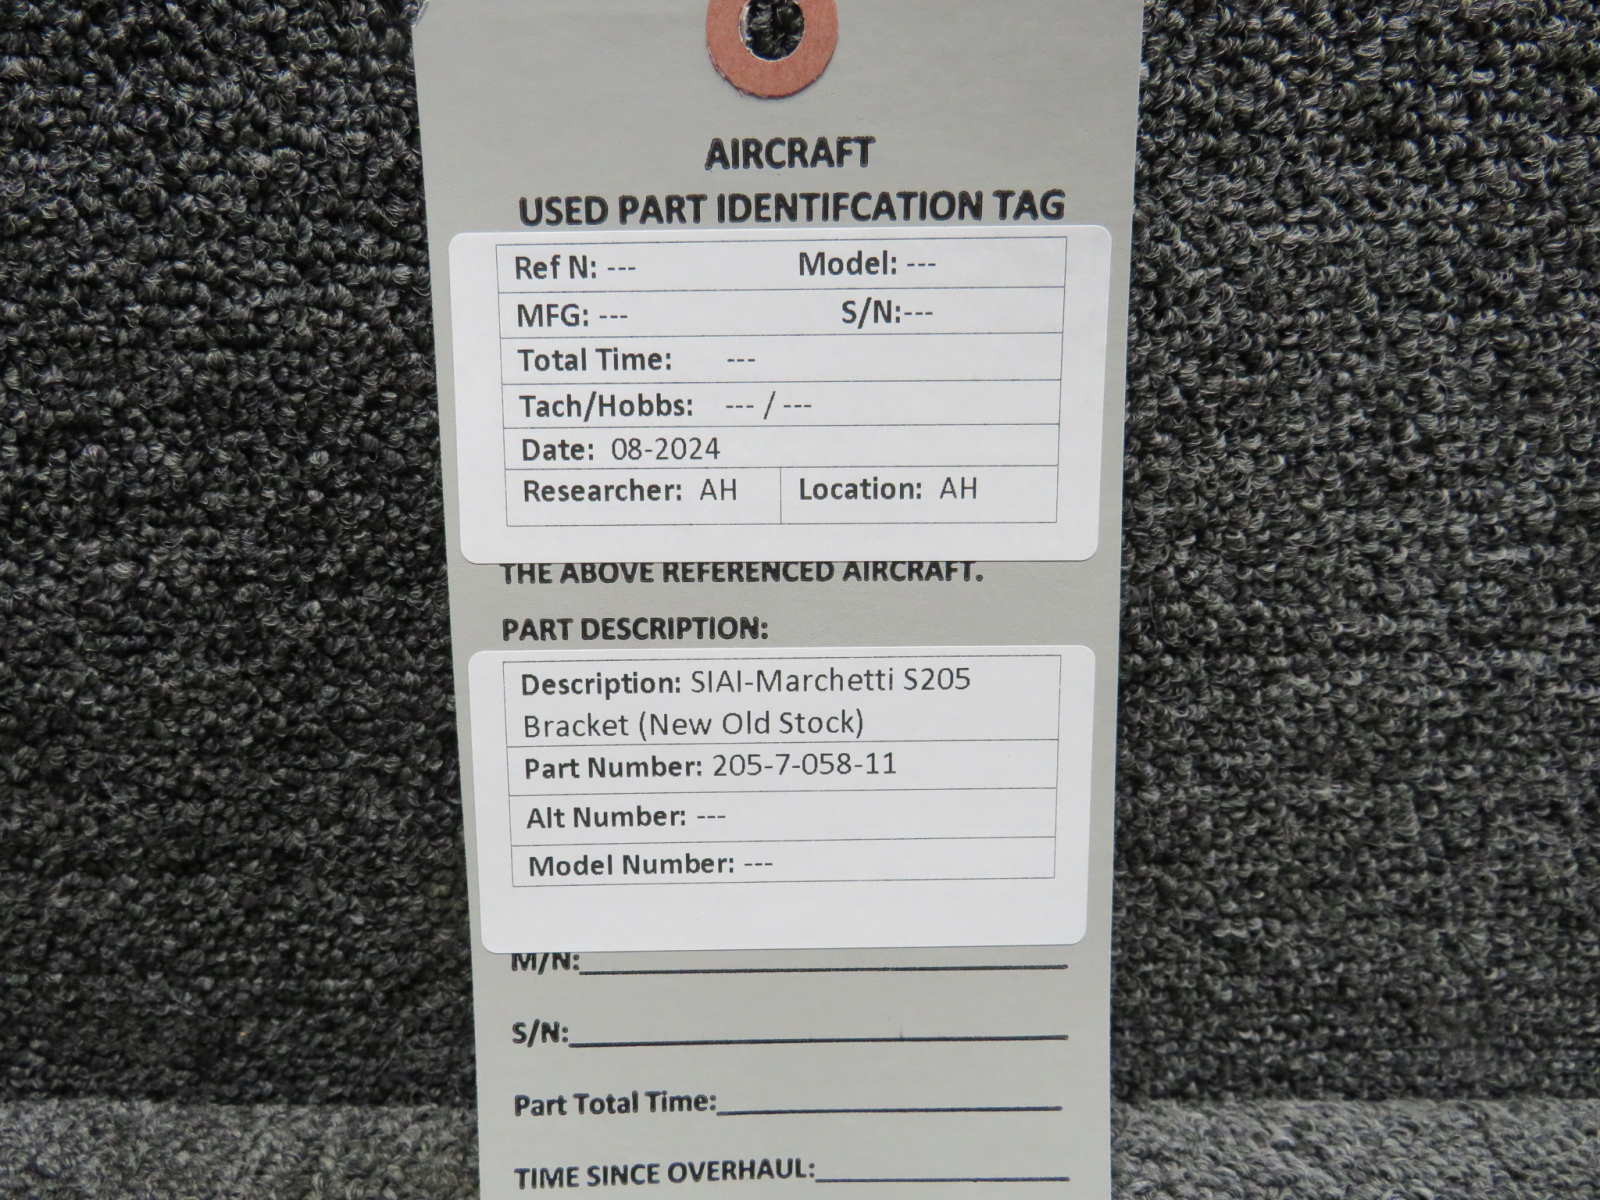 AIRCRAFT
USED PART IDENTIFCATION TAG
Ref N: --- Model: ---
MFG: --- S/N:---
Total Time: ---
Tach/Hobbs: --- / ---
Date: 08-2024
Researcher: AH Location: AH
THE ABOVE REFERENCED AIRCRAFT.
PART DESCRIPTION:
Description: SIAI-Marchetti S205
Bracket (New Old Stock)
Part Number: 205-7-058-11
Alt Number: ---
Model Number: ---
M/N:
S/N:
Part Total Time:
TIME SINCE OVERHAUL: